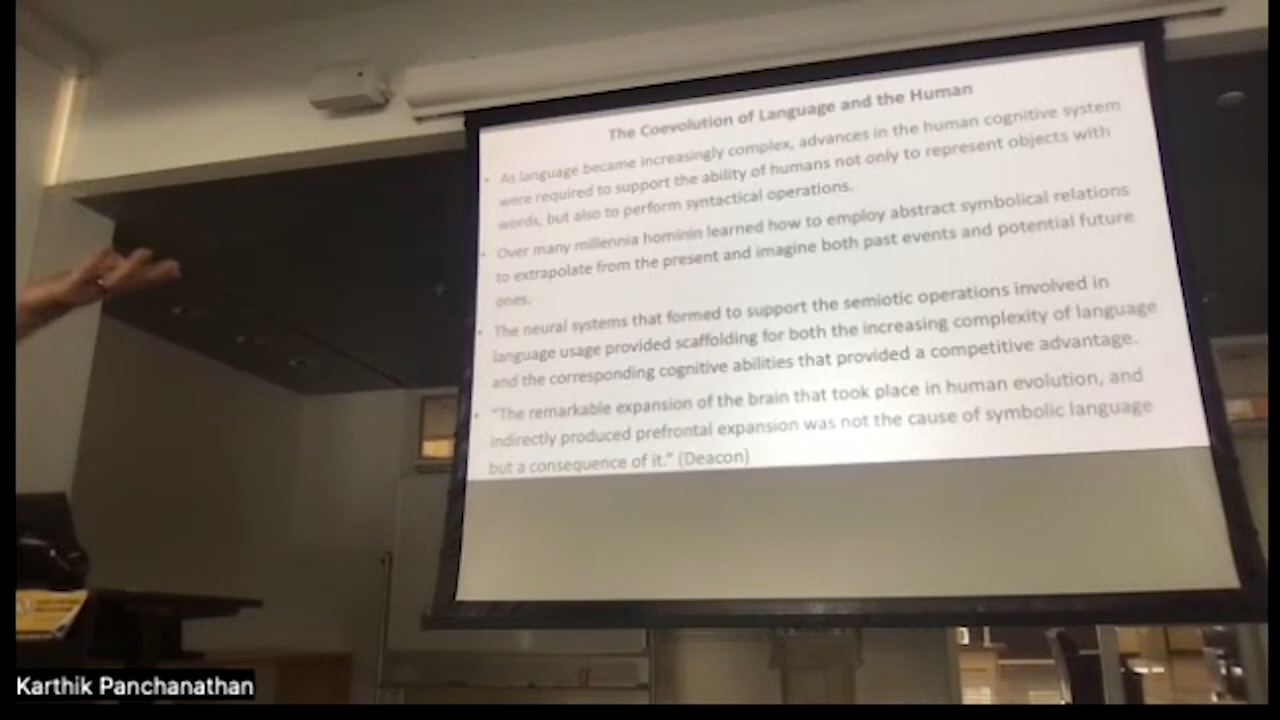 The Coevolution of Language and the Human
• As language became increasingly complex, advances in the human cognitive system
were required to support the ability of humans not only to represent objects with
words, but also to perform syntactical operations.
• Over many millennia hominin learned how to employ abstract symbolical relations
to extrapolate from the present and imagine both past events and potential future
ones.
• The neural systems that formed to support the semiotic operations involved in
language usage provided scaffolding for both the increasing complexity of language
and the corresponding cognitive abilities that provided a competitive advantage.
• "The remarkable expansion of the brain that took place in human evolution, and
indirectly produced prefrontal expansion was not the cause of symbolic language
but a consequence of it." (Deacon)
Karthik Panchanathan